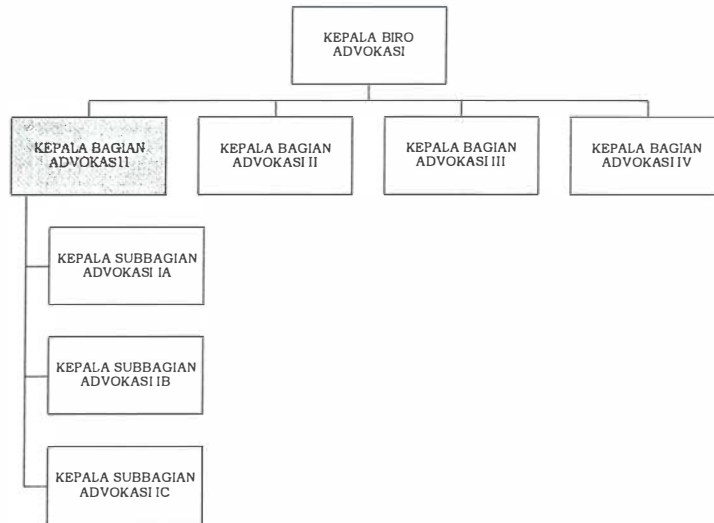 KEPALA BIRO
ADVOKASI
KEPALA BAGIAN
ADVOKASI I
KEPALA BAGIAN
ADVOKASI II
KEPALA BAGIAN
ADVOKASI III
KEPALA BAGIAN
ADVOKASI IV
KEPALA SUBBAGIAN
ADVOKASI IA
KEPALA SUBBAGIAN
ADVOKASI IB
KEPALA SUBBAGIAN
ADVOKASI IC